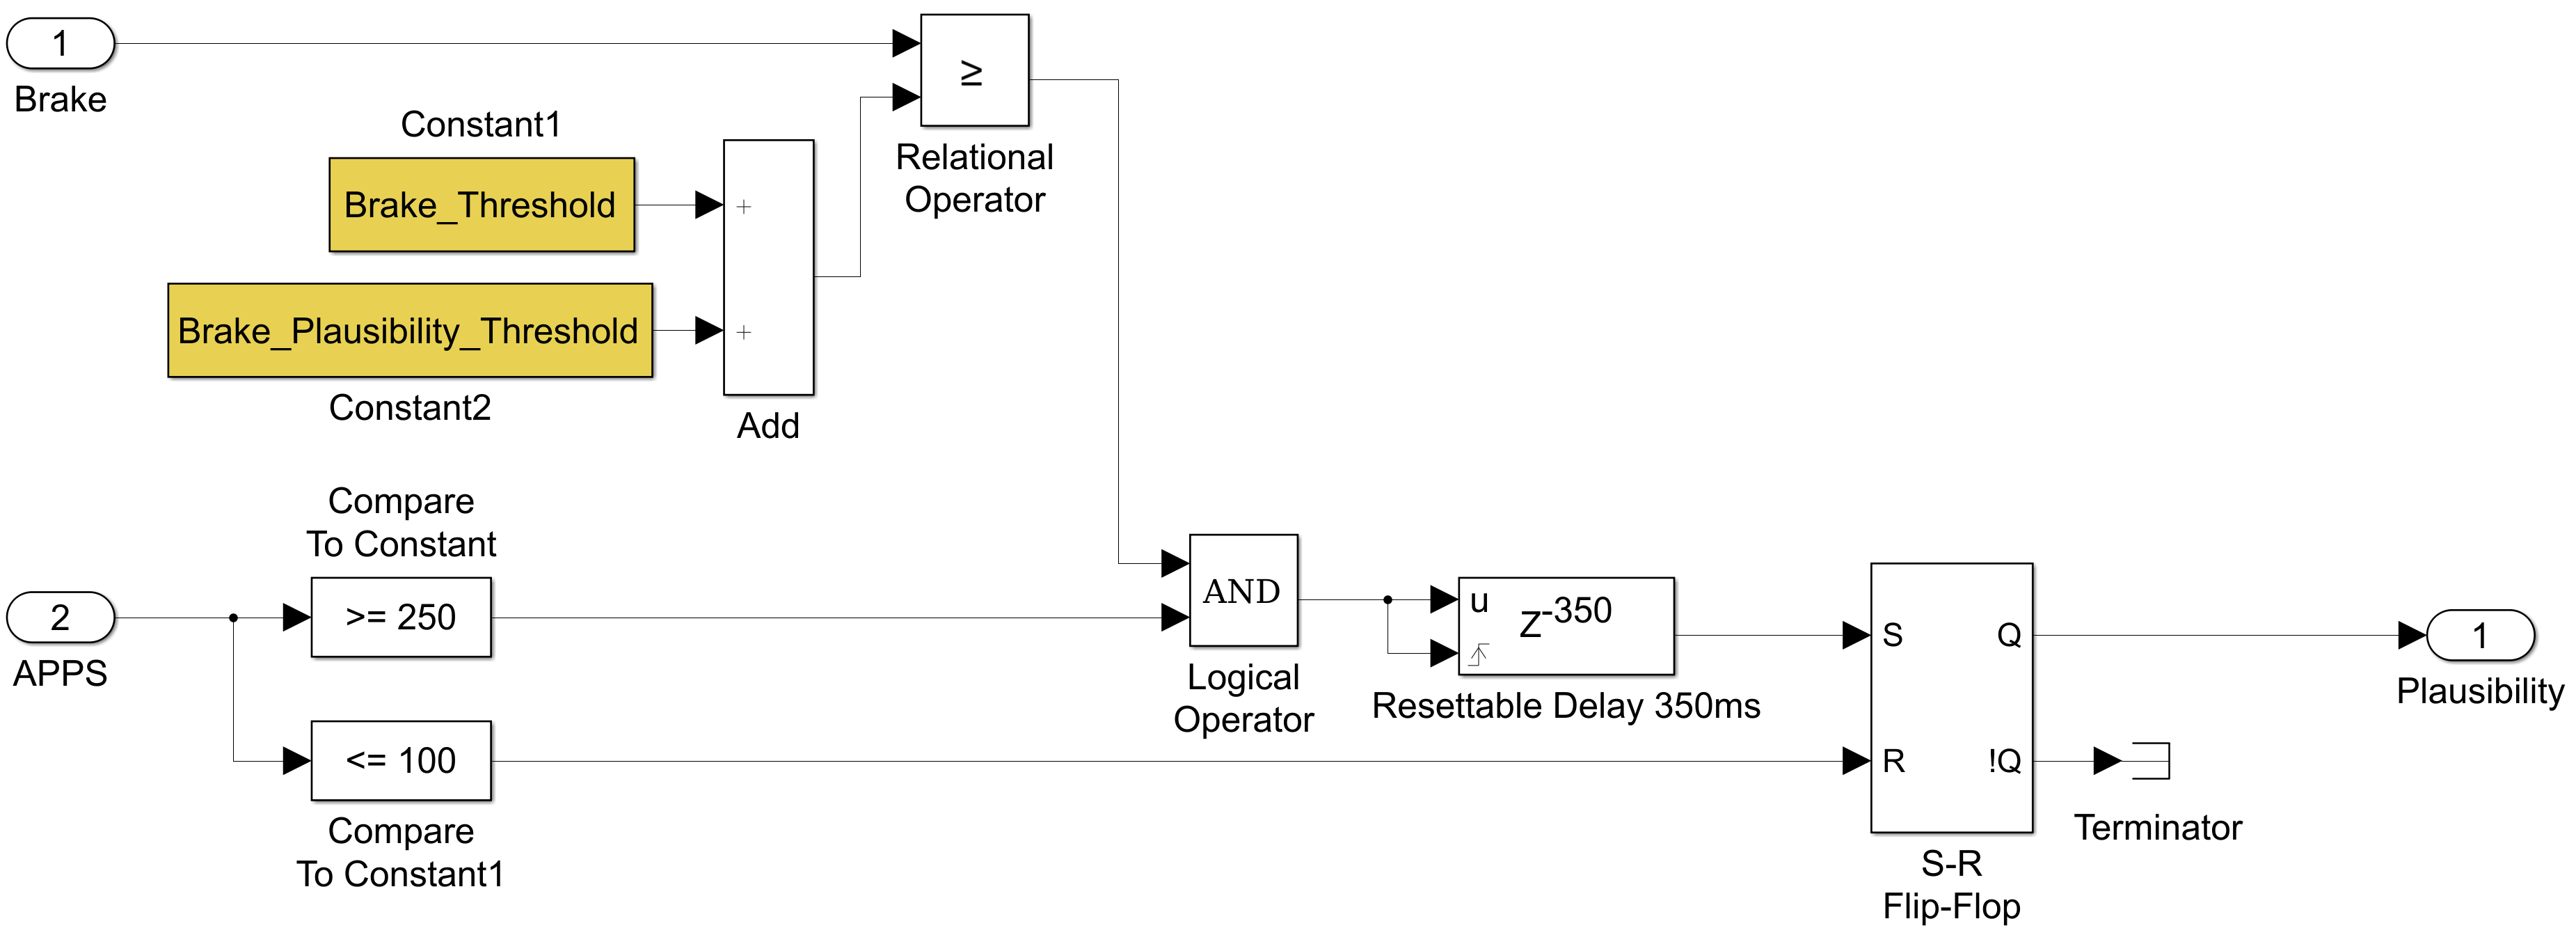 1
Brake
Constant1
Brake_Threshold
+
Brake_Plausibility_Threshold
+
Constant2
Add
≥
Relational
Operator
Compare
To Constant
2
APPS
>= 250
<= 100
Compare
To Constant1
AND
Logical
Operator
u
Z-350
Resettable Delay 350ms
S
Q
R
!Q
S-R
Flip-Flop
Terminator
1
Plausibility